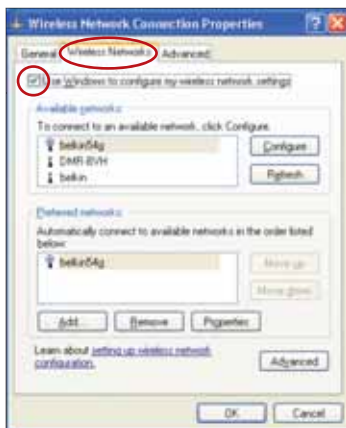 Wireless Network Connection Properties
General Wireless Networks Advanced
Use Windows to configure my wireless network settings
Available networks:
To connect to an available network, click Configure.
belkin54g
DMR-BVH
belkin
Configure
Refresh
Preferred networks:
Automatically connect to available networks in the order listed
below:
belkin54g
Move up
Move down
Add... Remove Properties
Learn about setting up wireless network
configuration.
Advanced
OK Cancel